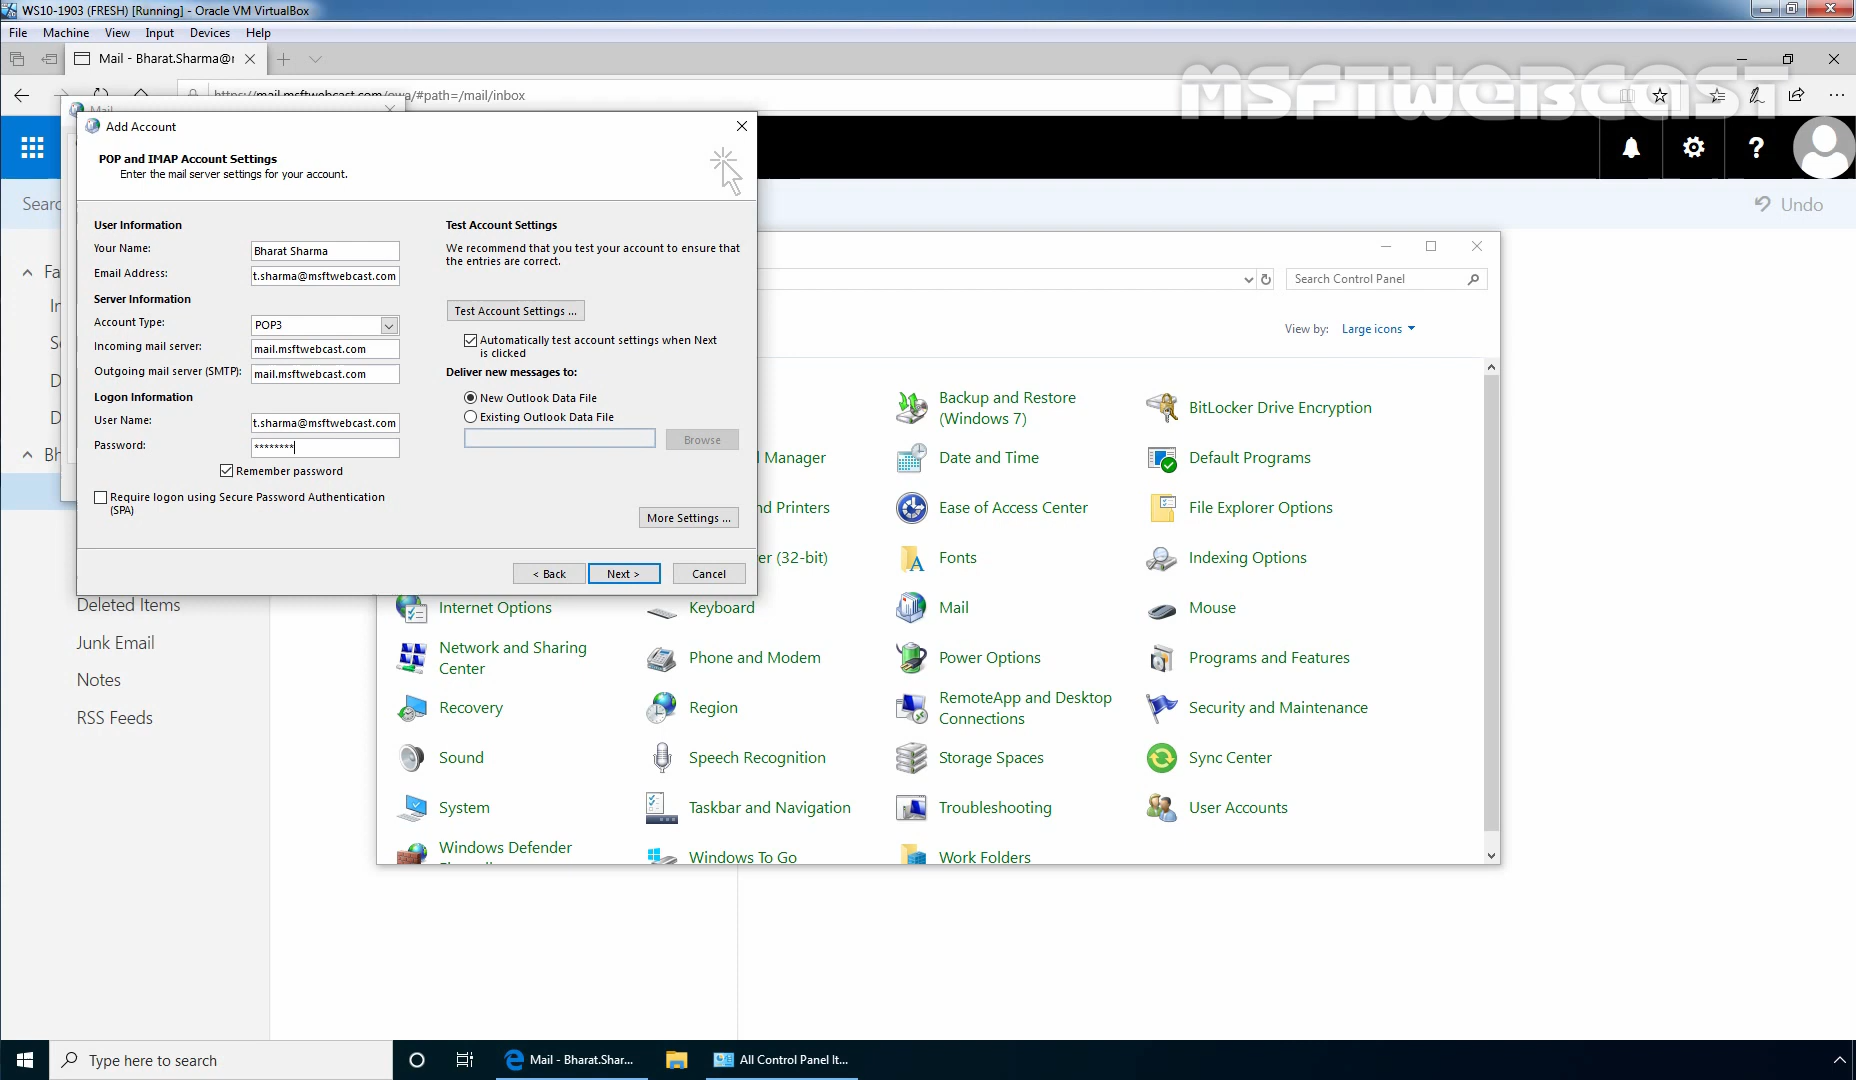 WS10-1903 (FRESH) [Running] - Oracle VM VirtualBox
File Machine View Input Devices Help
Mail - Bharat.Sharma@
MSFTWEBCAST
https://mail.msftwebcast.com/owa/#path=/mail/inbox
Mail
Add Account
POP and IMAP Account Settings
Enter the mail server settings for your account.
Undo
User Information
Your Name: Bharat Sharma
Email Address: t.sharma@msftwebcast.com
Server Information
Account Type: POP3
Incoming mail server: mail.msftwebcast.com
Outgoing mail server (SMTP): mail.msftwebcast.com
Logon Information
User Name: t.sharma@msftwebcast.com
Password: ********
Remember password
Require logon using Secure Password Authentication
(SPA)
Test Account Settings
We recommend that you test your account to ensure that
the entries are correct.
Test Account Settings ...
Automatically test account settings when Next
is clicked
Deliver new messages to:
New Outlook Data File
Existing Outlook Data File
Browse
More Settings ...
< Back Next > Cancel
Deleted Items
Junk Email
Notes
RSS Feeds
Search Control Panel
View by: Large icons
Backup and Restore
(Windows 7)
BitLocker Drive Encryption
Manager
Date and Time
Default Programs
nd Printers
Ease of Access Center
File Explorer Options
er (32-bit)
Fonts
Indexing Options
Internet Options
Keyboard
Mail
Mouse
Network and Sharing
Center
Phone and Modem
Power Options
Programs and Features
Recovery
Region
RemoteApp and Desktop
Connections
Security and Maintenance
Sound
Speech Recognition
Storage Spaces
Sync Center
System
Taskbar and Navigation
Troubleshooting
User Accounts
Windows Defender
Windows To Go
Work Folders
Type here to search
Mail - Bharat.Shar...
All Control Panel It...